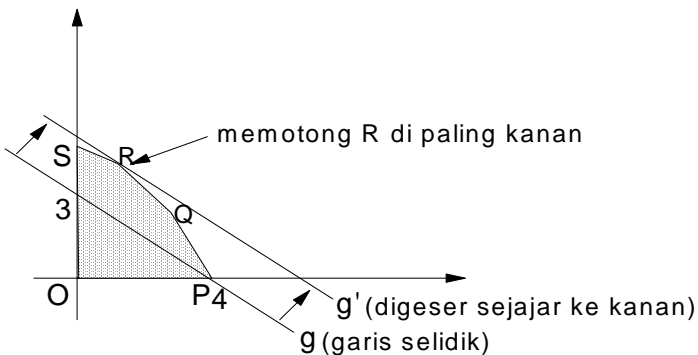 memotong R di paling kanan
S
R
3
Q
O
P4
g' (digeser sejajar ke kanan)
g (garis selidik)